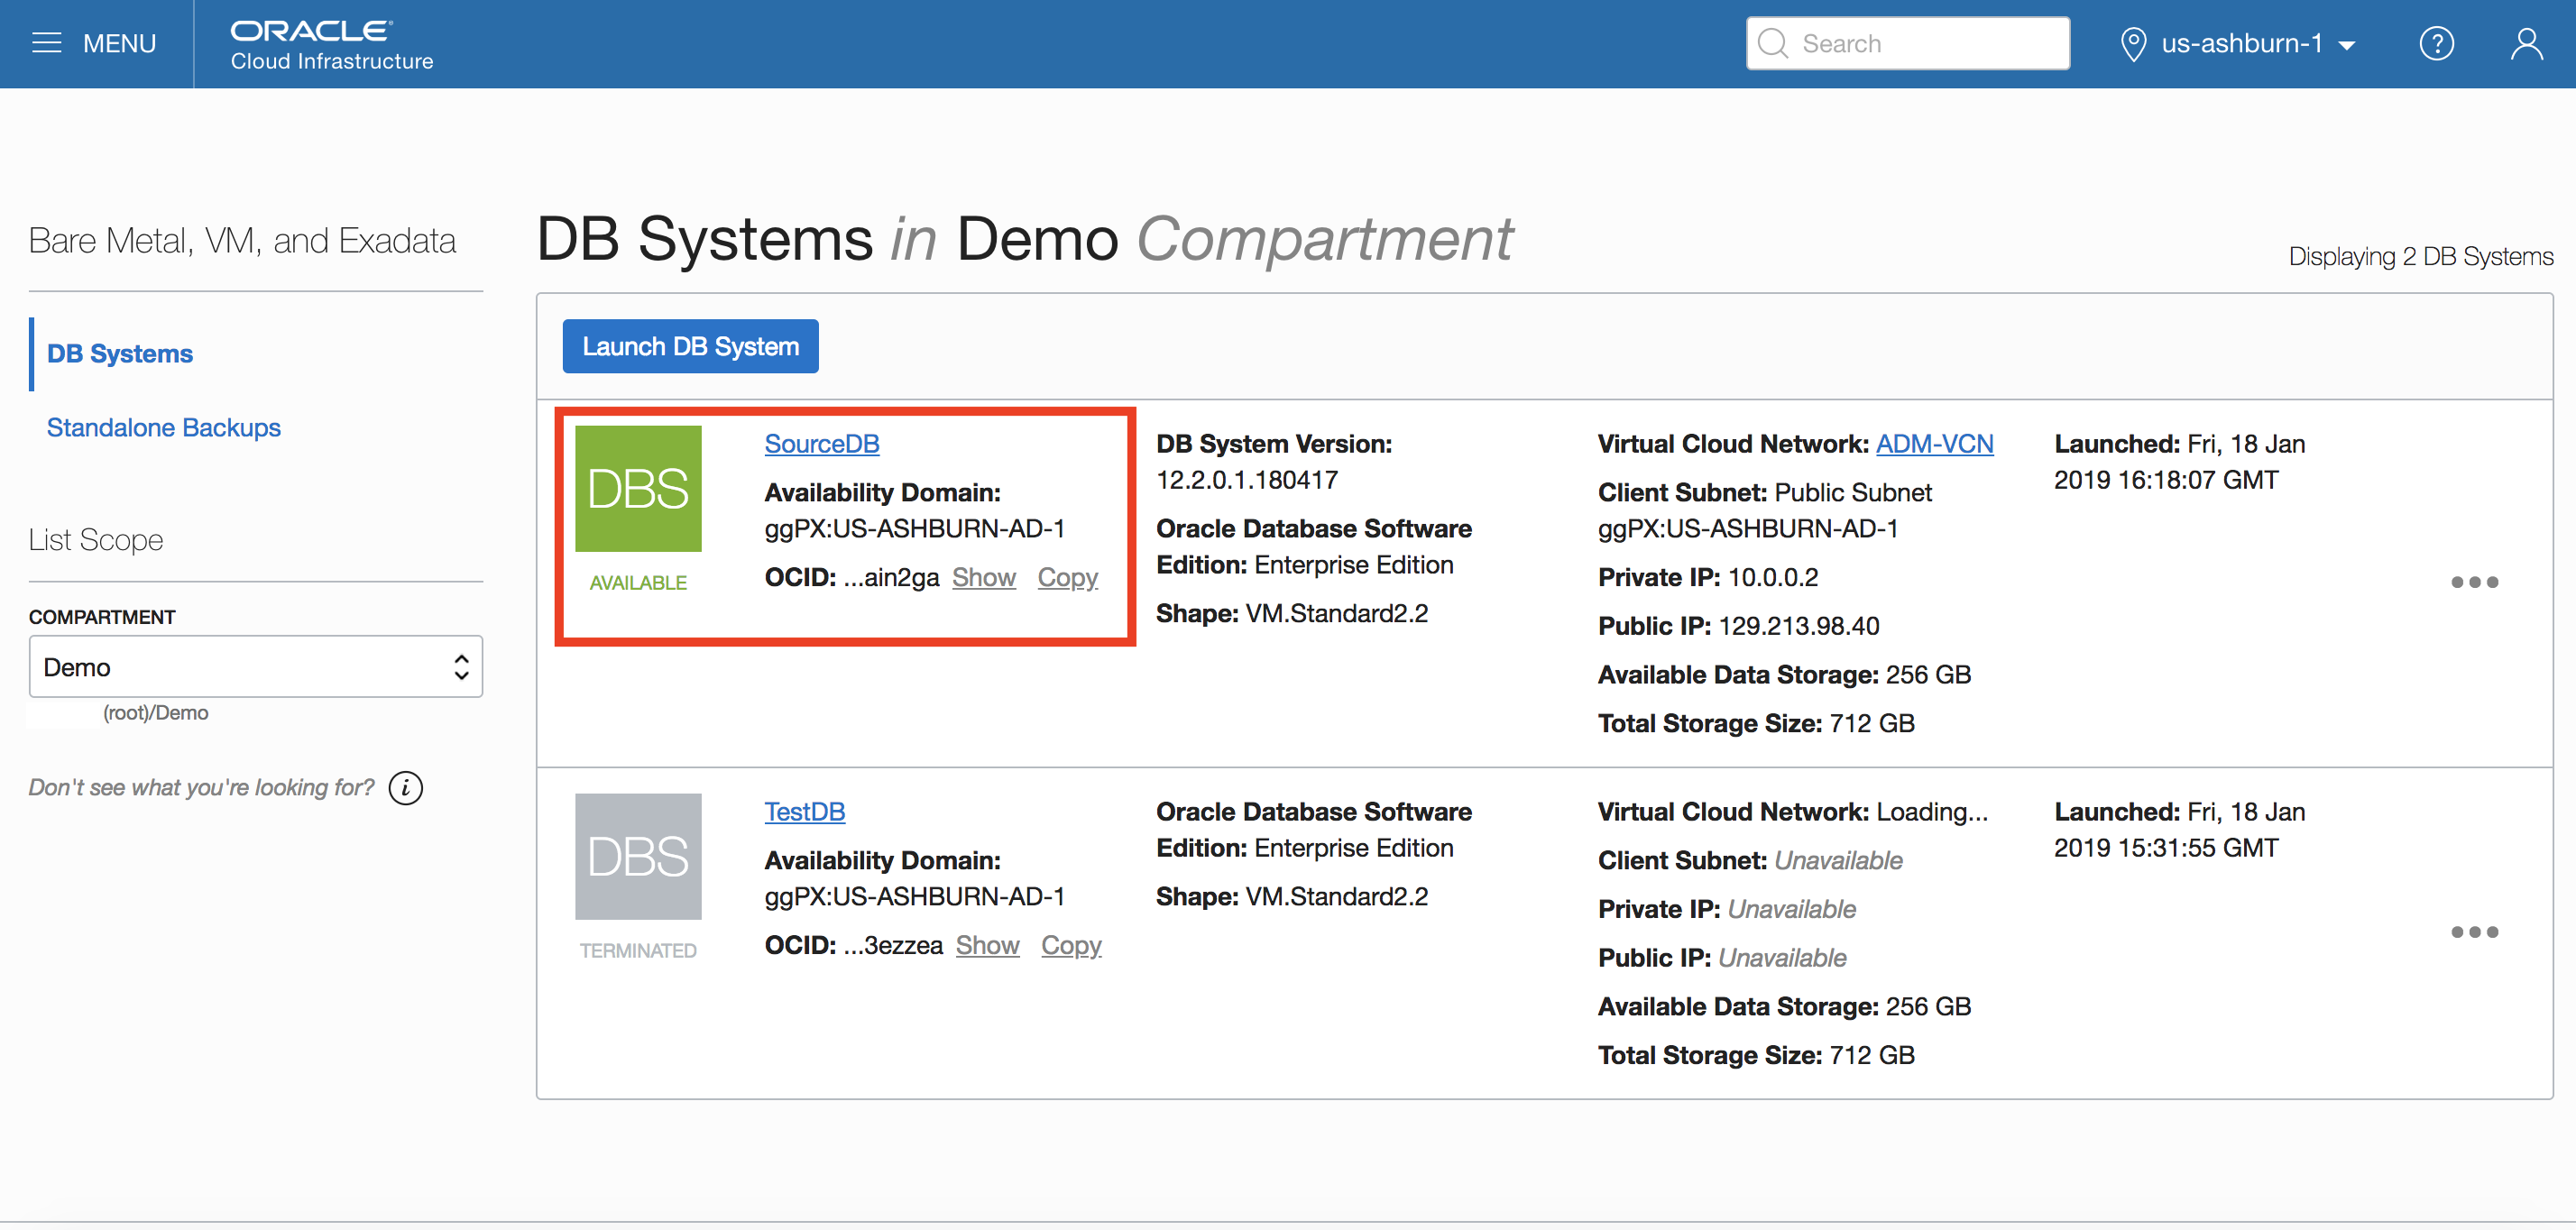 MENU
ORACLE
Cloud Infrastructure
Search
us-ashburn-1
?
Bare Metal, VM, and Exadata
DB Systems
Standalone Backups
List Scope
COMPARTMENT
Demo
(root)/Demo
Don't see what you're looking for? i
DB Systems in Demo Compartment
Displaying 2 DB Systems
Launch DB System
DBS
AVAILABLE
SourceDB
Availability Domain:
ggPX:US-ASHBURN-AD-1
OCID: ...ain2ga Show Copy
DB System Version:
12.2.0.1.180417
Oracle Database Software
Edition: Enterprise Edition
Shape: VM.Standard2.2
Virtual Cloud Network: ADM-VCN
Client Subnet: Public Subnet
ggPX:US-ASHBURN-AD-1
Private IP: 10.0.0.2
Public IP: 129.213.98.40
Available Data Storage: 256 GB
Total Storage Size: 712 GB
Launched: Fri, 18 Jan
2019 16:18:07 GMT
DBS
TERMINATED
TestDB
Availability Domain:
ggPX:US-ASHBURN-AD-1
OCID: ...3ezzea Show Copy
Oracle Database Software
Edition: Enterprise Edition
Shape: VM.Standard2.2
Virtual Cloud Network: Loading...
Client Subnet: Unavailable
Private IP: Unavailable
Public IP: Unavailable
Available Data Storage: 256 GB
Total Storage Size: 712 GB
Launched: Fri, 18 Jan
2019 15:31:55 GMT